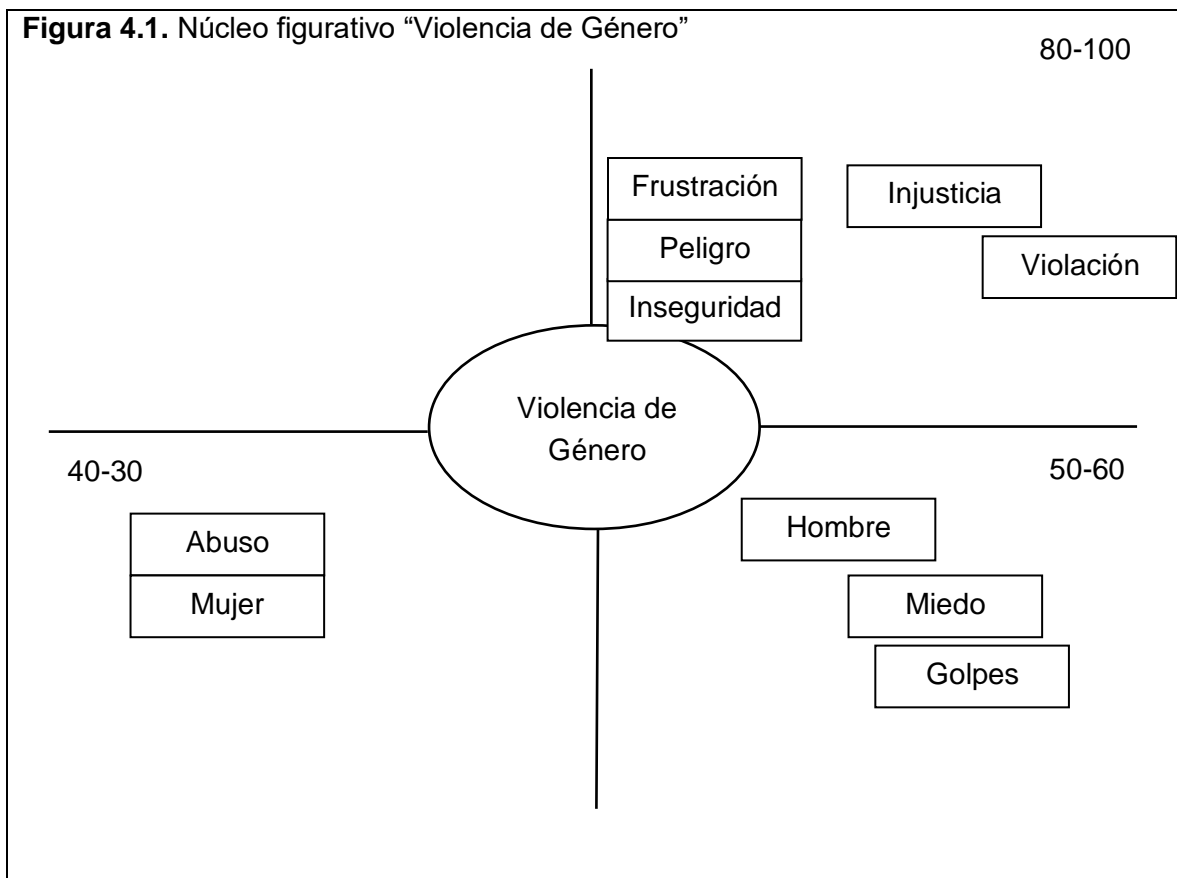 Figura 4.1. Núcleo figurativo “Violencia de Género”
80-100
Frustración
Injusticia
Peligro
Violación
Inseguridad
Violencia de
Género
40-30
50-60
Abuso
Hombre
Mujer
Miedo
Golpes